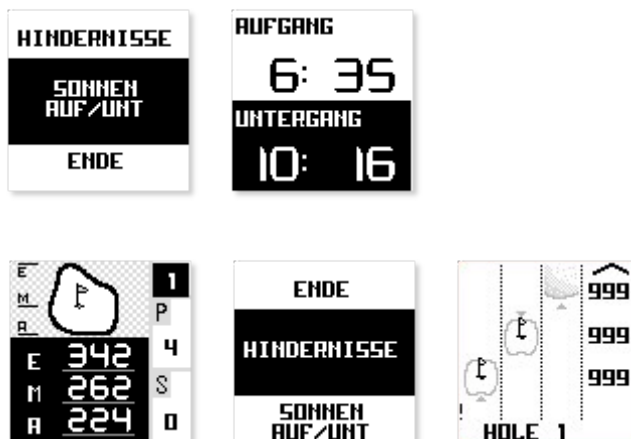 HINDERNISSE
SONNEN
AUF/UNT
ENDE
AUFGANG
6: 35
UNTERGANG
10: 16
E
M
A
1
P
4
S
0
E 342
M 262
A 224
ENDE
HINDERNISSE
SONNEN
AUF/UNT
999
999
999
HOLE 1